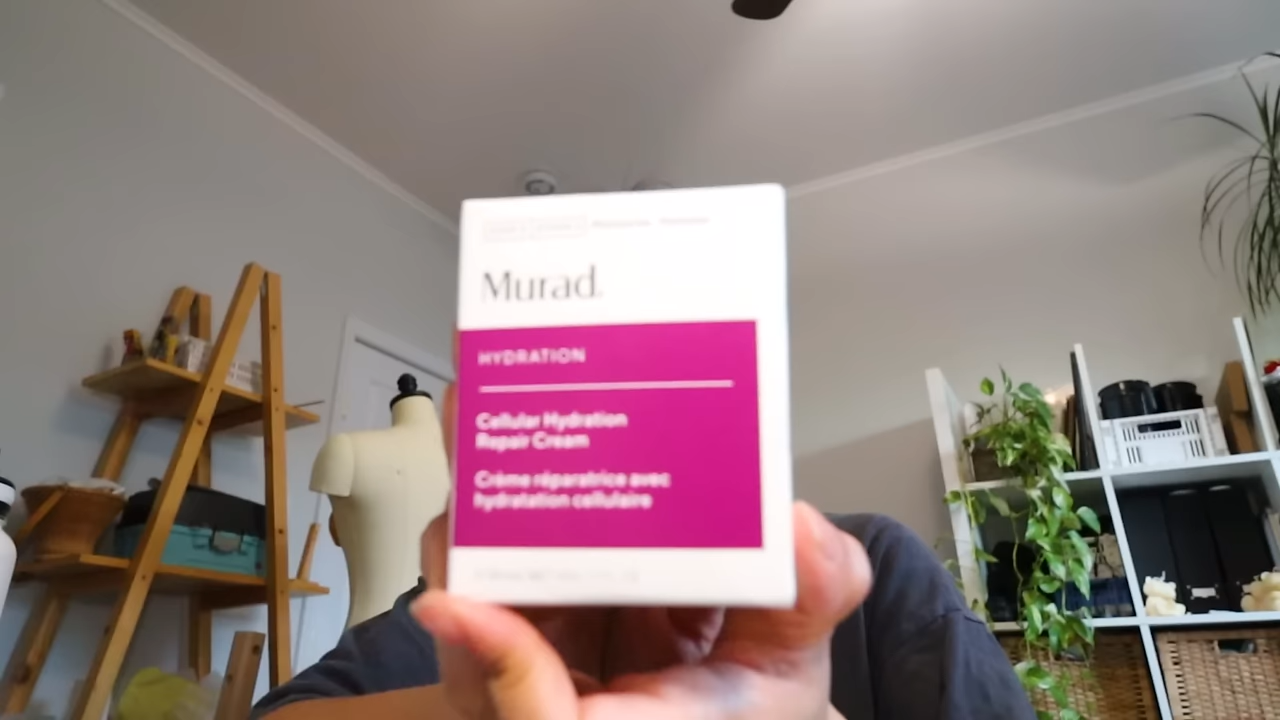 Murad.
HYDRATION
Cellular Hydration
Repair Cream
Crème réparatrice avec
hydratation cellulaire